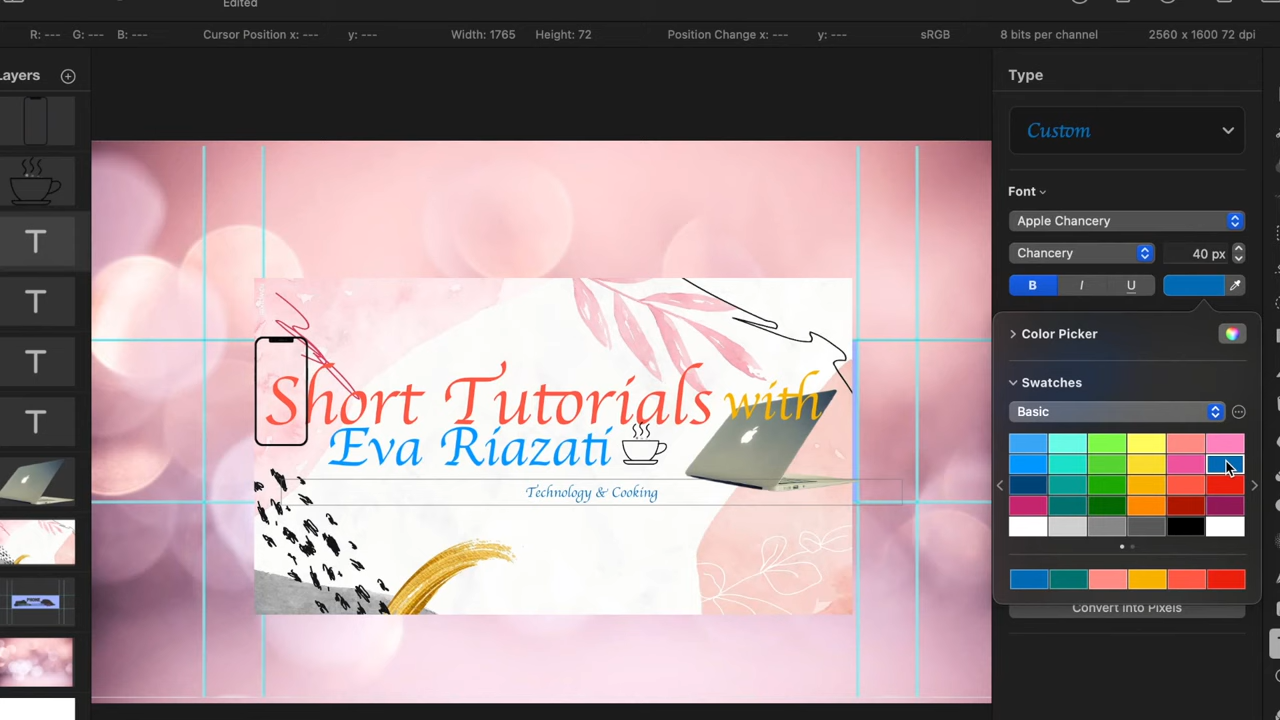 Edited
R: --- G: --- B: --- Cursor Position x: --- y: --- Width: 1765 Height: 72 Position Change x: --- y: --- sRGB 8 bits per channel 2560 x 1600 72 dpi
ayers
Type
Custom
Font
Apple Chancery
Chancery 40 px
B I U
Color Picker
Swatches
Basic
Convert into Pixels
T
T
T
T
Short Tutorials with
Eva Riazati
Technology & Cooking